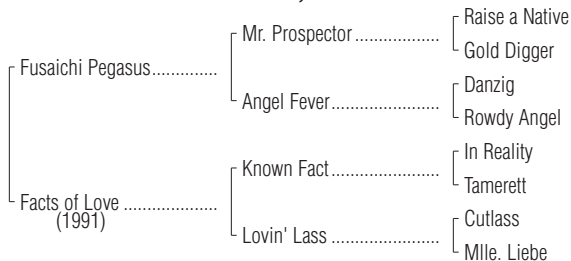 Raise a Native
Mr. Prospector ..................
Gold Digger
Fusaichi Pegasus.............
Danzig
Angel Fever .......................
Rowdy Angel
In Reality
Known Fact .......................
Tamerett
Facts of Love ..................
(1991)
Cutlass
Lovin' Lass .......................
Mlle. Liebe